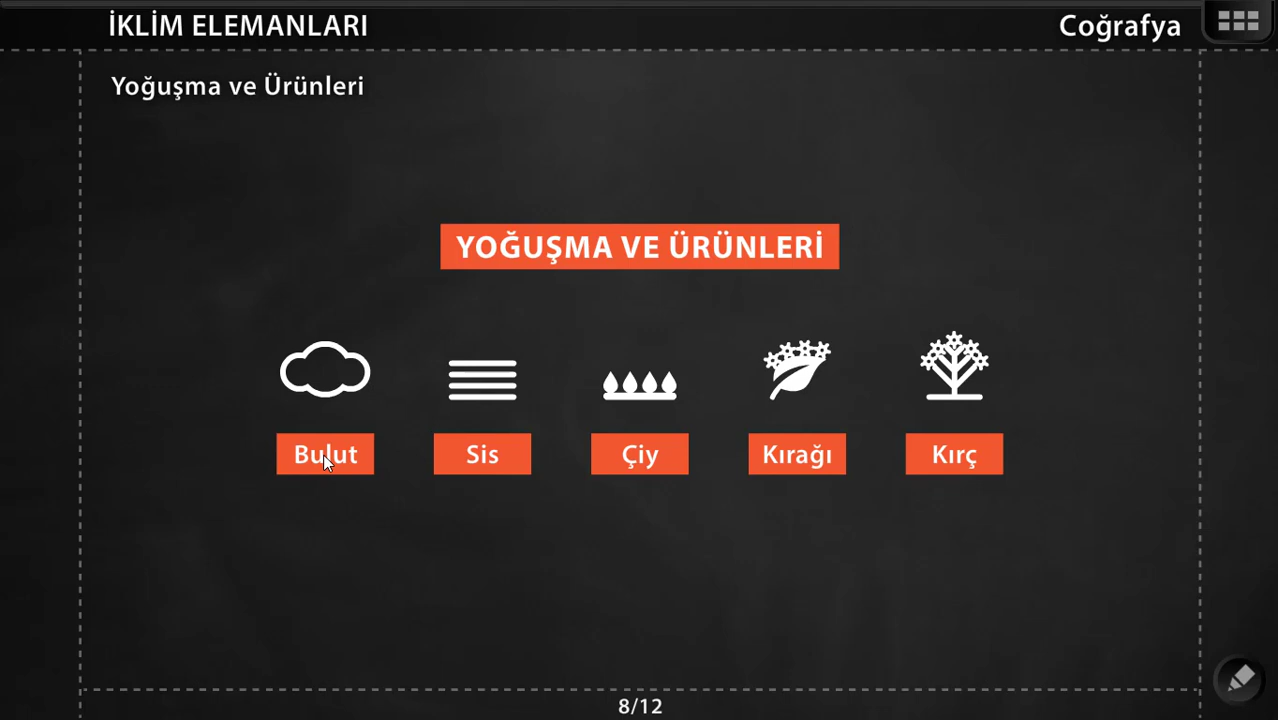 İKLİM ELEMANLARI
Coğrafya
Yoğuşma ve Ürünleri
YOĞUŞMA VE ÜRÜNLERİ
Bulut
Sis
Çiy
Kırağı
Kırç
8/12